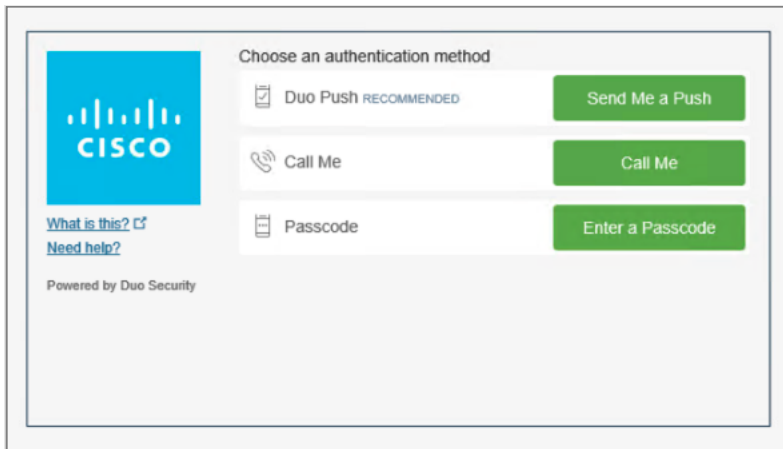 Choose an authentication method
Duo Push RECOMMENDED
Send Me a Push
Call Me
Call Me
Passcode
Enter a Passcode
CISCO
What is this?
Need help?
Powered by Duo Security